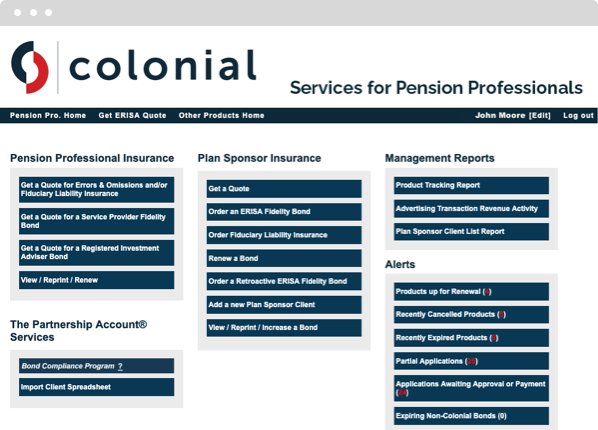 colonial
Services for Pension Professionals
Pension Pro. Home Get ERISA Quote Other Products Home John Moore [Edit] Log out
Pension Professional Insurance
Get a Quote for Errors & Omissions and/or
Fiduciary Liability Insurance
Get a Quote for a Service Provider Fidelity
Bond
Get a Quote for a Registered Investment
Adviser Bond
View / Reprint / Renew
The Partnership Account®
Services
Bond Compliance Program ?
Import Client Spreadsheet
Plan Sponsor Insurance
Get a Quote
Order an ERISA Fidelity Bond
Order Fiduciary Liability Insurance
Renew a Bond
Order a Retroactive ERISA Fidelity Bond
Add a new Plan Sponsor Client
View / Reprint / Increase a Bond
Management Reports
Product Tracking Report
Advertising Transaction Revenue Activity
Plan Sponsor Client List Report
Alerts
Products up for Renewal
Recently Cancelled Products
Recently Expired Products
Partial Applications
Applications Awaiting Approval or Payment
Expiring Non-Colonial Bonds (0)